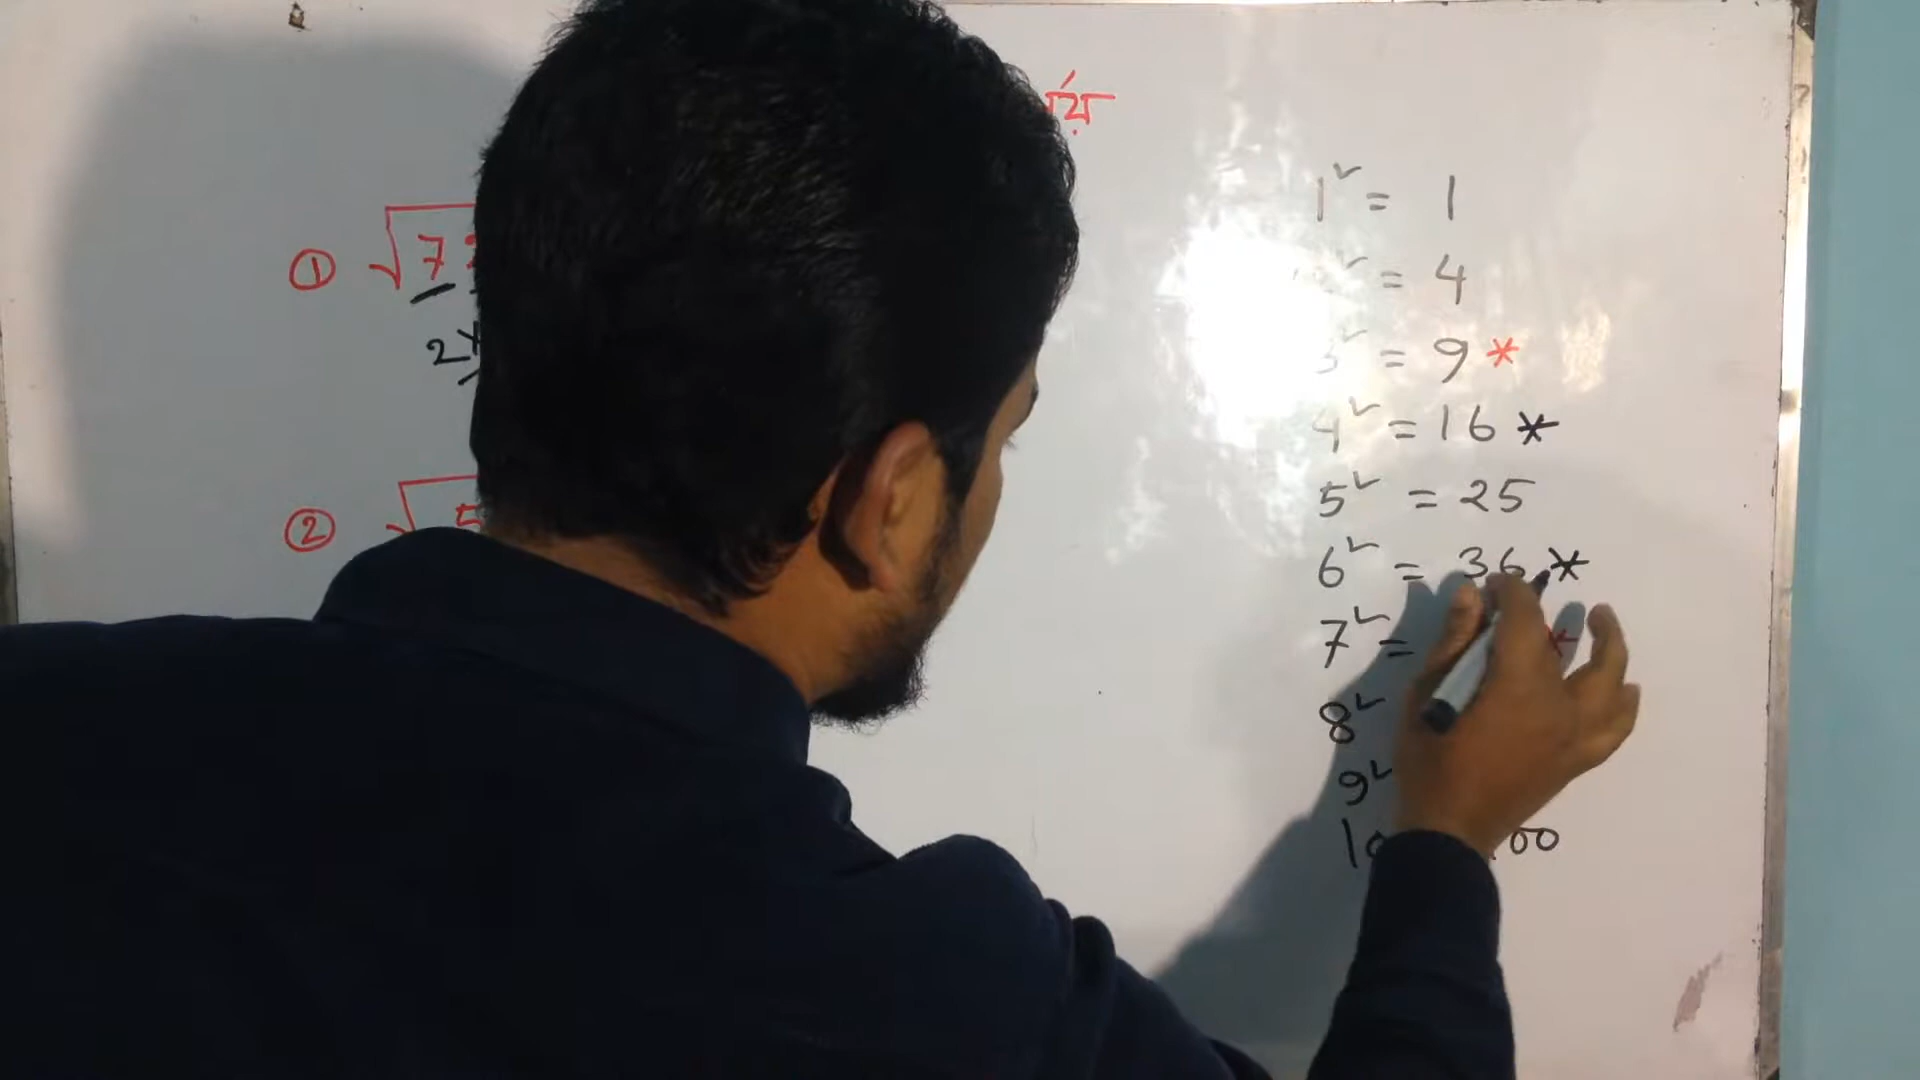 ① √7
2
② √5
1² = 1
² = 4
3² = 9 *
4² = 16 *
5² = 25
6² = 36 *
7² = *
8²
9²
10 100